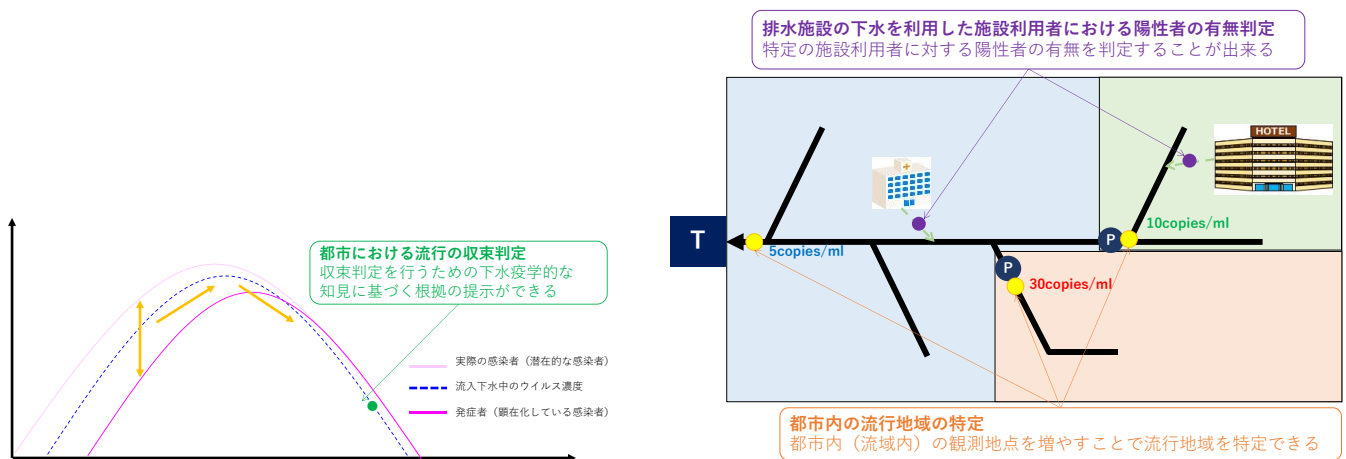 排水施設の下水を利用した施設利用者における陽性者の有無判定
特定の施設利用者に対する陽性者の有無を判定することが出来る
HOTEL
T
P
10copies/ml
5copies/ml
P
30copies/ml
都市における流行の収束判定
収束判定を行うための下水疫学的な
知見に基づく根拠の提示ができる
実際の感染者（潜在的な感染者）
流入下水中のウイルス濃度
発症者（顕在化している感染者）
都市内の流行地域の特定
都市内（流域内）の観測地点を増やすことで流行地域を特定できる